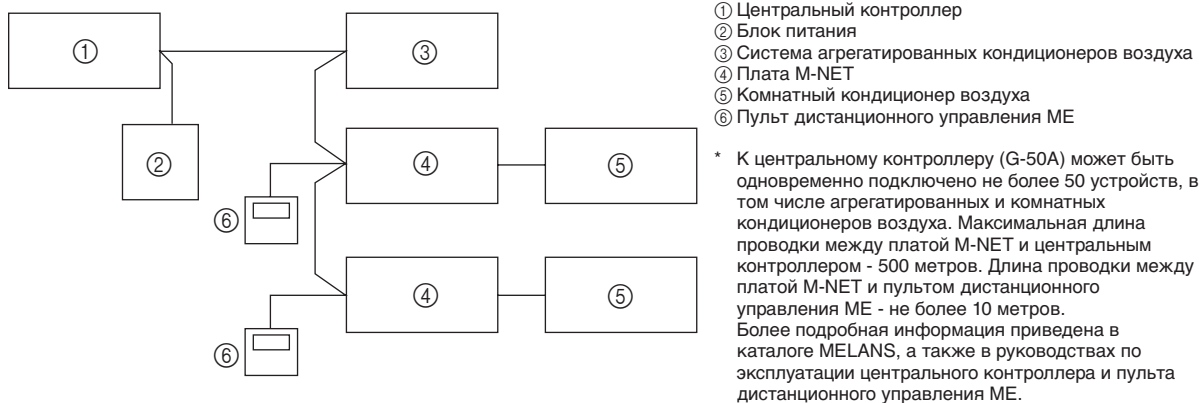 ① Центральный контроллер
② Блок питания
③ Система агрегатированных кондиционеров воздуха
④ Плата M-NET
⑤ Комнатный кондиционер воздуха
⑥ Пульт дистанционного управления ME
* К центральному контроллеру (G-50A) может быть
одновременно подключено не более 50 устройств, в
том числе агрегатированных и комнатных
кондиционеров воздуха. Максимальная длина
проводки между платой M-NET и центральным
контроллером - 500 метров. Длина проводки между
платой M-NET и пультом дистанционного
управления ME - не более 10 метров.
Более подробная информация приведена в
каталоге MELANS, а также в руководствах по
эксплуатации центрального контроллера и пульта
дистанционного управления ME.
①
③
②
④
⑤
⑥
④
⑤
⑥